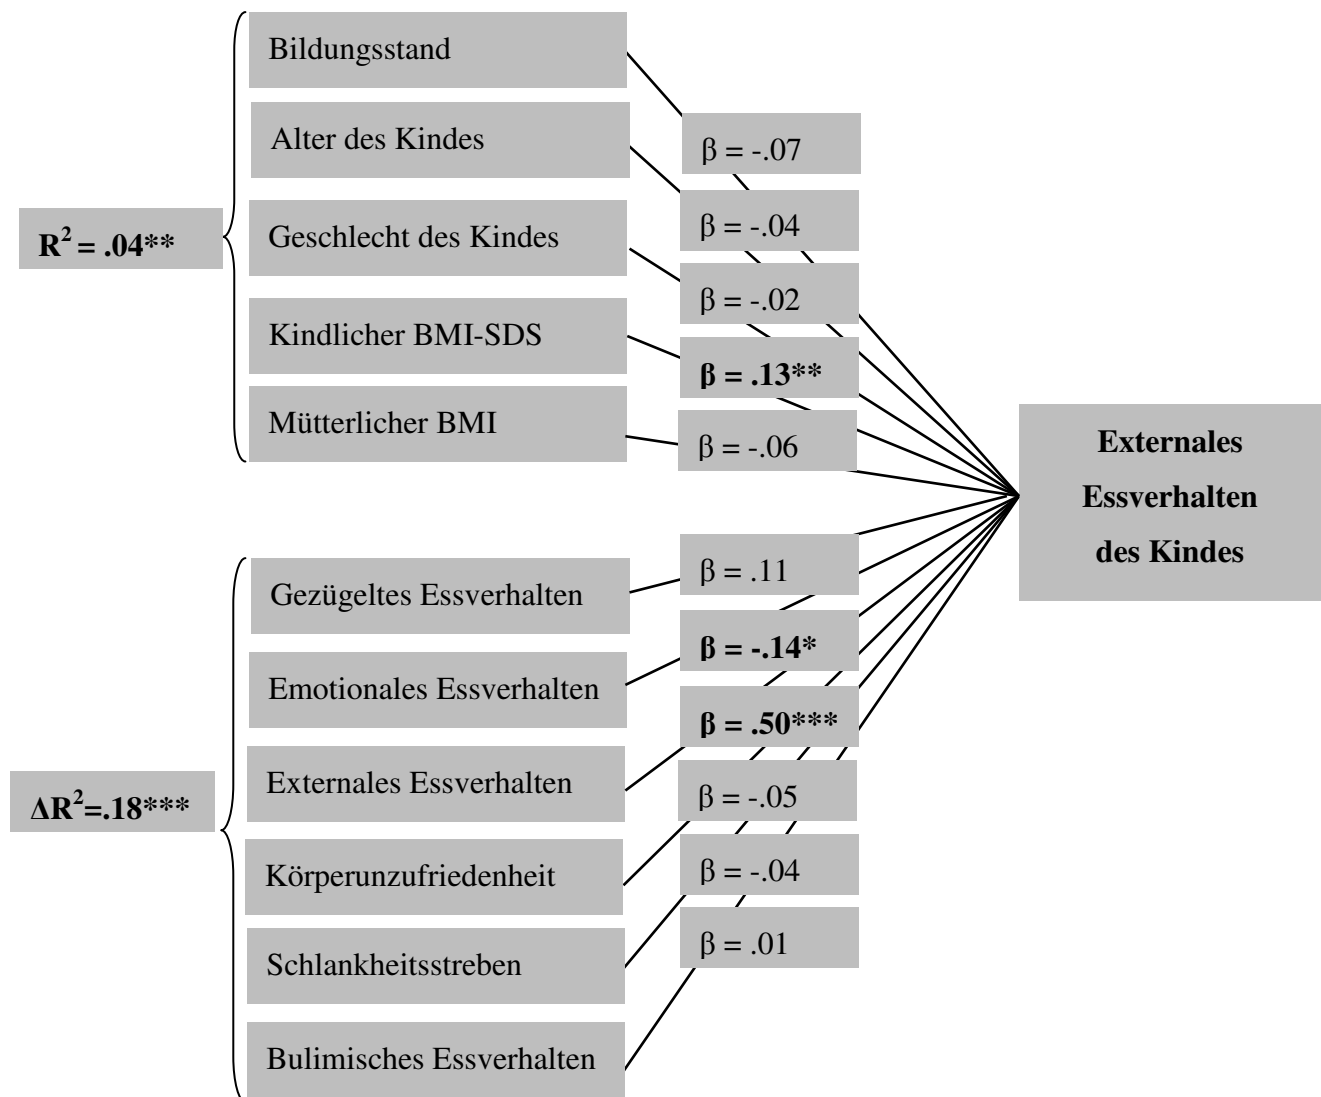 Bildungsstand
Alter des Kindes
β = -.07
β = -.04
R² = .04**
Geschlecht des Kindes
β = -.02
Kindlicher BMI-SDS
β = .13**
Mütterlicher BMI
β = -.06
Externales
Essverhalten
des Kindes
Gezügeltes Essverhalten
β = .11
Emotionales Essverhalten
β = -.14*
Externales Essverhalten
β = .50***
ΔR²=.18***
Körperunzufriedenheit
β = -.05
Schlankheitsstreben
β = -.04
Bulimisches Essverhalten
β = .01